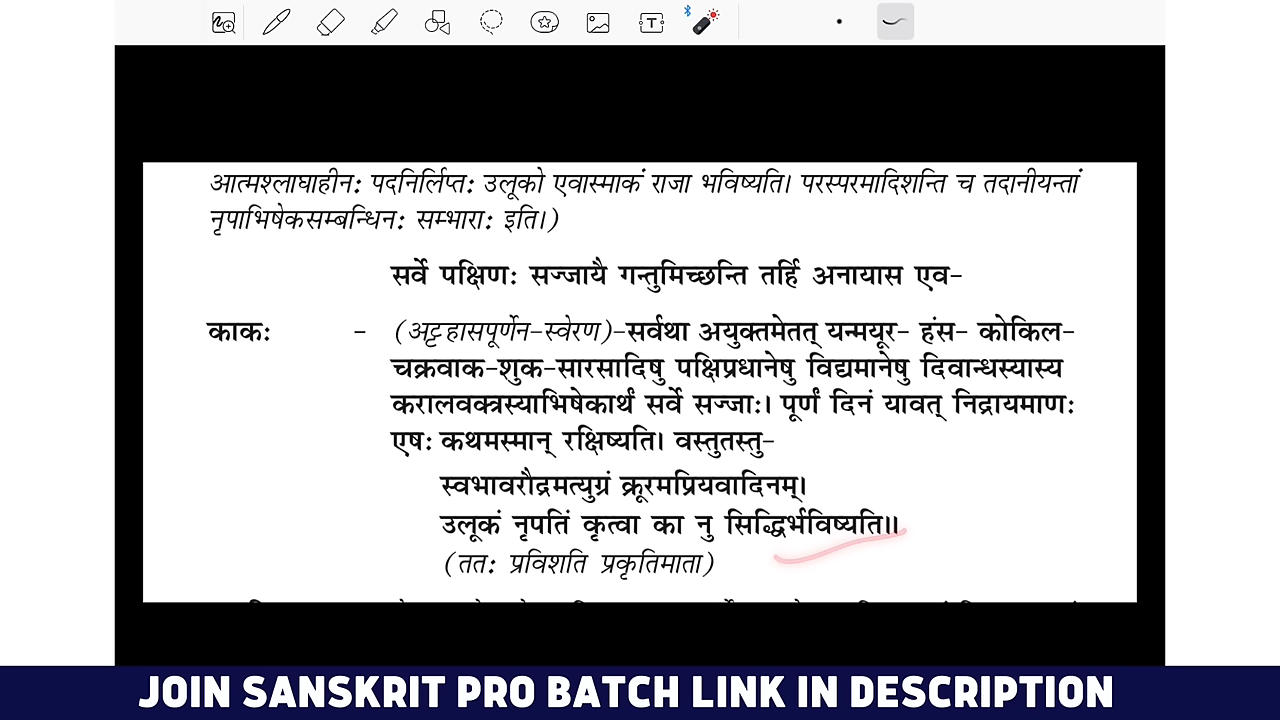 आत्मश्लाघाहीनः पदनिर्लिप्तः उलूको एवास्माकं राजा भविष्यति। परस्परमादिशन्ति च तदानीयन्तां
नृपाभिषेकसम्बन्धिनः सम्भाराः इति।)
सर्वे पक्षिणः सज्जायै गन्तुमिच्छन्ति तर्हि अनायास एव-
काकः - (अट्टहासपूर्णेन-स्वेरण)-सर्वथा अयुक्तमेतत् यन्मयूर- हंस- कोकिल-
चक्रवाक-शुक-सारसादिषु पक्षिप्रधानेषु विद्यमानेषु दिवान्धस्यास्य
करालवक्त्रस्याभिषेकार्थं सर्वे सज्जाः। पूर्णं दिनं यावत् निद्रायमाणः
एषः कथमस्मान् रक्षिष्यति। वस्तुतस्तु-
स्वभावरौद्रमत्युग्रं क्रूरमप्रियवादिनम्।
उलूकं नृपतिं कृत्वा का नु सिद्धिर्भविष्यति॥
(ततः प्रविशति प्रकृतिमाता)
JOIN SANSKRIT PRO BATCH LINK IN DESCRIPTION